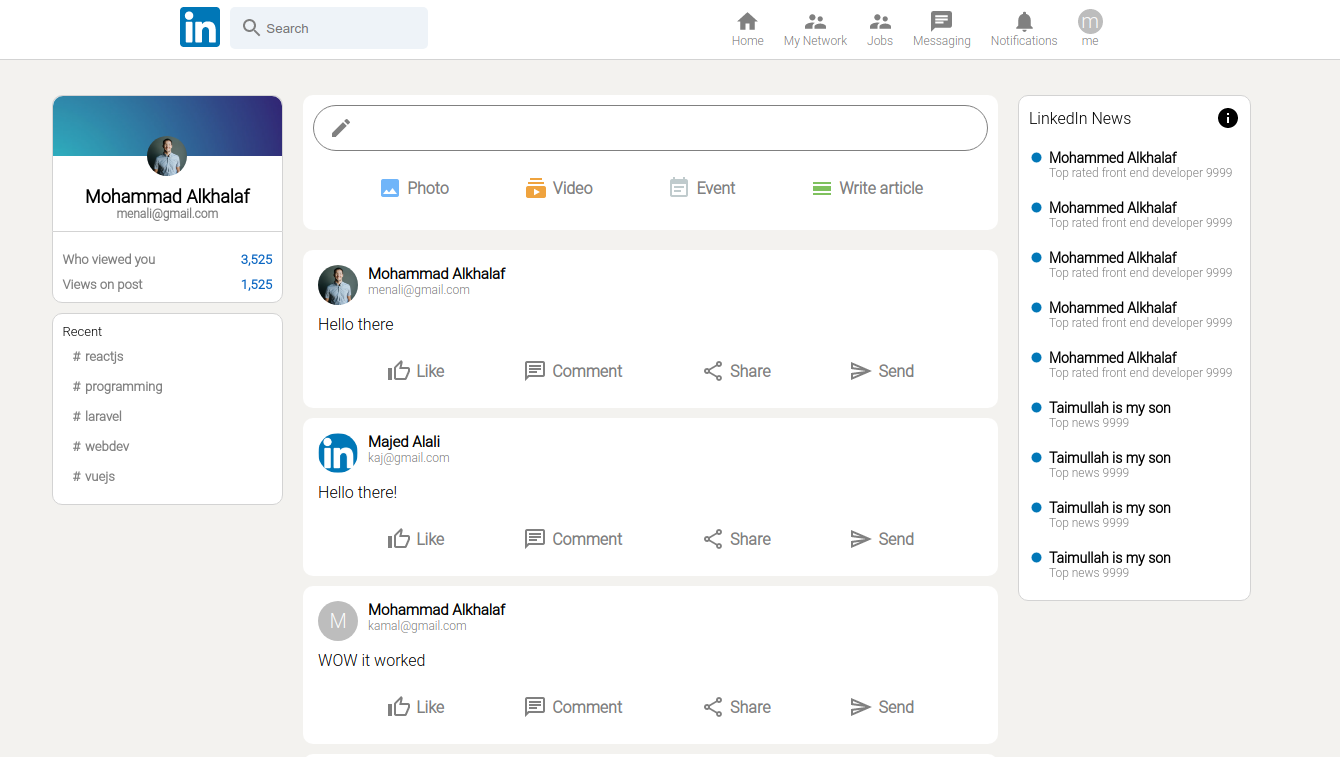 in
Search
Home
My Network
Jobs
Messaging
Notifications
m
me
Mohammad Alkhalaf
menali@gmail.com
Who viewed you 3,525
Views on post 1,525
Recent
# reactjs
# programming
# laravel
# webdev
# vuejs
Photo
Video
Event
Write article
Mohammad Alkhalaf
menali@gmail.com
Hello there
Like
Comment
Share
Send
in
Majed Alali
kaj@gmail.com
Hello there!
Like
Comment
Share
Send
M
Mohammad Alkhalaf
kamal@gmail.com
WOW it worked
Like
Comment
Share
Send
LinkedIn News
Mohammed Alkhalaf
Top rated front end developer 9999
Mohammed Alkhalaf
Top rated front end developer 9999
Mohammed Alkhalaf
Top rated front end developer 9999
Mohammed Alkhalaf
Top rated front end developer 9999
Mohammed Alkhalaf
Top rated front end developer 9999
Taimullah is my son
Top news 9999
Taimullah is my son
Top news 9999
Taimullah is my son
Top news 9999
Taimullah is my son
Top news 9999